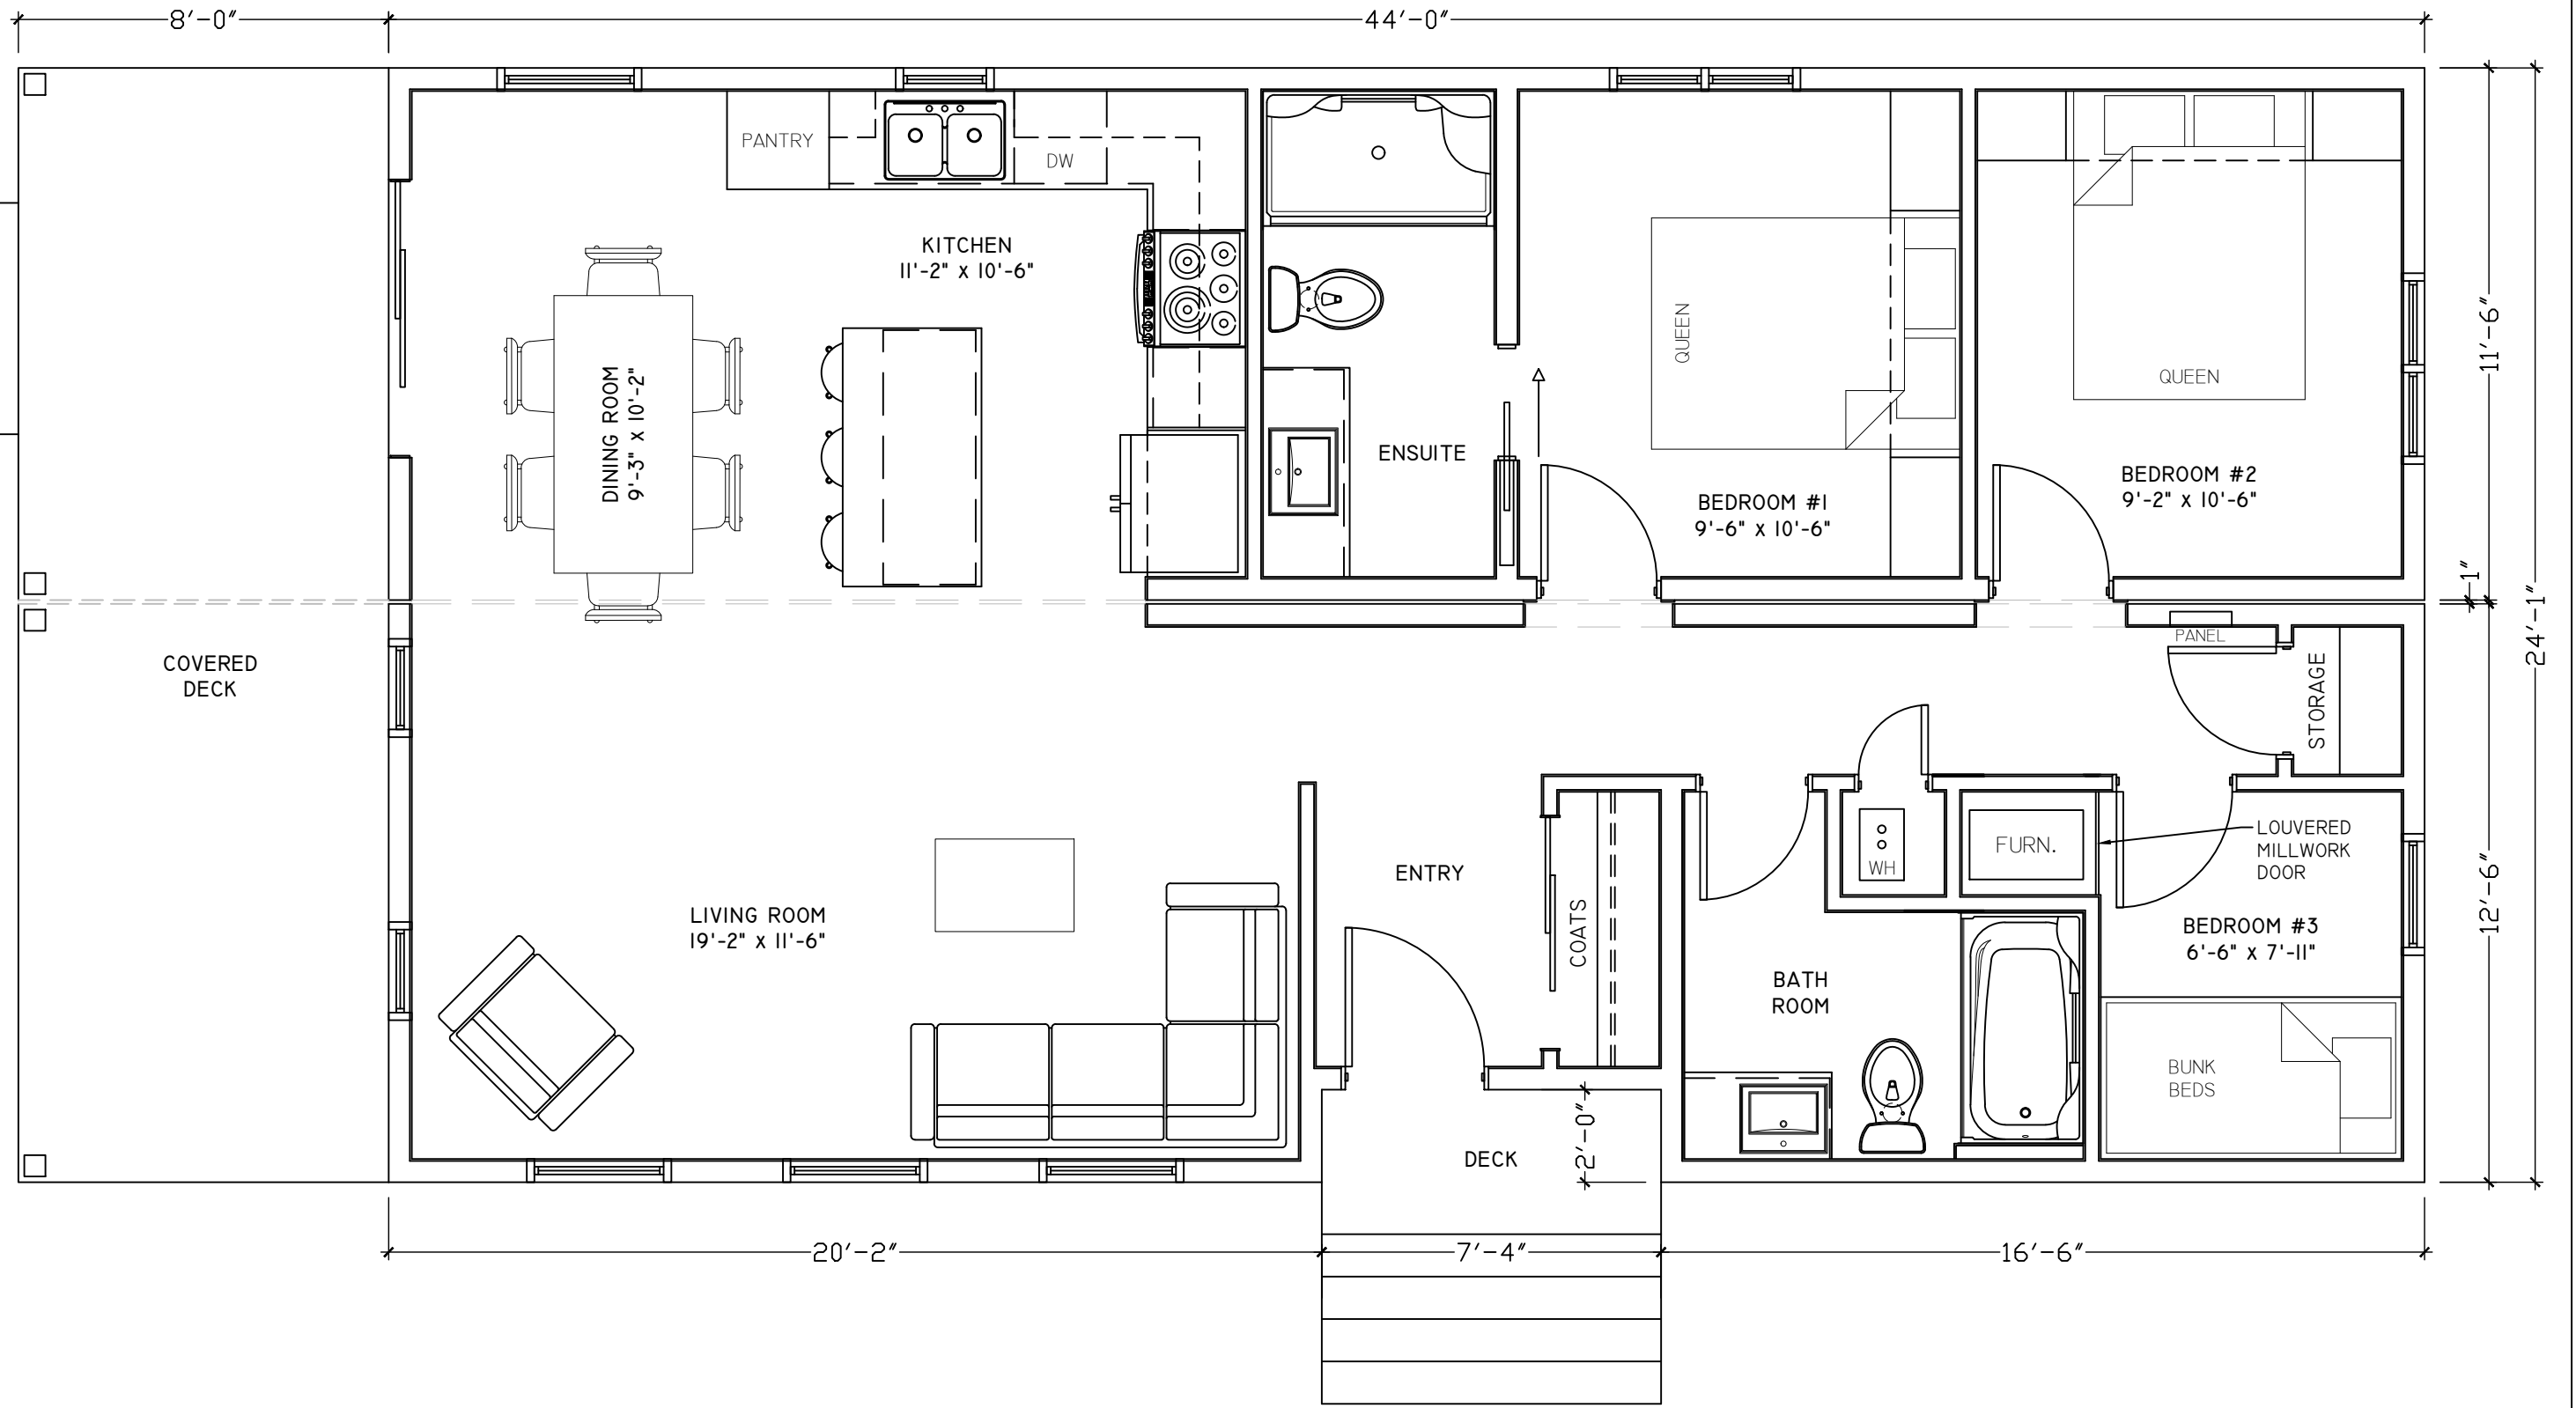 8'-0"
44'-0"
PANTRY
DW
KITCHEN
11'-2" X 10'-6"
DINING ROOM
9'-3" X 10'-2"
ENSUITE
QUEEN
BEDROOM #1
9'-6" X 10'-6"
QUEEN
BEDROOM #2
9'-2" X 10'-6"
11'-6"
1"
24'-1"
12'-6"
COVERED
DECK
PANEL
STORAGE
LIVING ROOM
19'-2" X 11'-6"
ENTRY
COATS
WH
FURN.
LOUVERED
MILLWORK
DOOR
BEDROOM #3
6'-6" X 7'-11"
BATH
ROOM
BUNK
BEDS
DECK
2'-0"
20'-2"
7'-4"
16'-6"